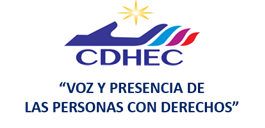 CDHEC
“VOZ Y PRESENCIA DE
LAS PERSONAS CON DERECHOS”